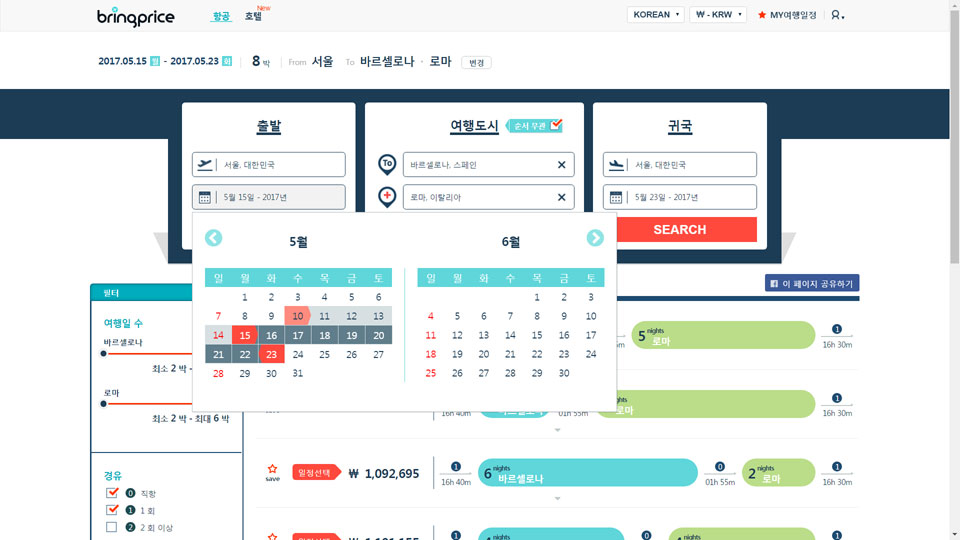 bringprice 항공 호텔 New KOREAN ₩ - KRW MY여행일정
2017.05.15 월 - 2017.05.23 화 8 박 From 서울 To 바르셀로나 · 로마 변경
출발 여행도시 순서 무관 귀국
서울, 대한민국 To 바르셀로나, 스페인 서울, 대한민국
5월 15일 - 2017년 로마, 이탈리아 5월 23일 - 2017년
SEARCH
5월 6월
일 월 화 수 목 금 토 일 월 화 수 목 금 토
1 2 3 4 5 6 1 2 3
7 8 9 10 11 12 13 4 5 6 7 8 9 10
14 15 16 17 18 19 20 11 12 13 14 15 16 17
21 22 23 24 25 26 27 18 19 20 21 22 23 24
28 29 30 31 25 26 27 28 29 30
이 페이지 공유하기
필터
여행일 수
바르셀로나
최소 2 박 -
로마
최소 2 박 - 최대 6 박
경유
0 직항
1 1 회
2 2 회 이상
5 nights 로마 1 16h 30m
16h 40m 바르셀로나 01h 55m nights 로마 1 16h 30m
save 일정선택 ₩ 1,092,695 1 16h 40m 6 nights 바르셀로나 0 01h 55m 2 nights 로마 1 16h 30m
1 nights 0 nights 1